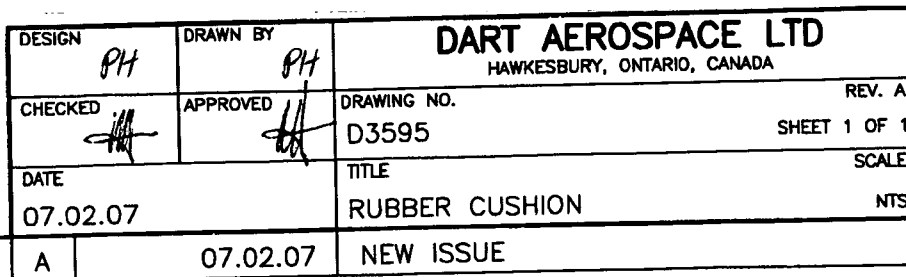 DESIGN
PH
DRAWN BY
PH
DART AEROSPACE LTD
HAWKESBURY, ONTARIO, CANADA
CHECKED
APPROVED
DRAWING NO.
D3595
REV. A
SHEET 1 OF 1
DATE
07.02.07
TITLE
RUBBER CUSHION
SCALE
NTS
A 07.02.07 NEW ISSUE